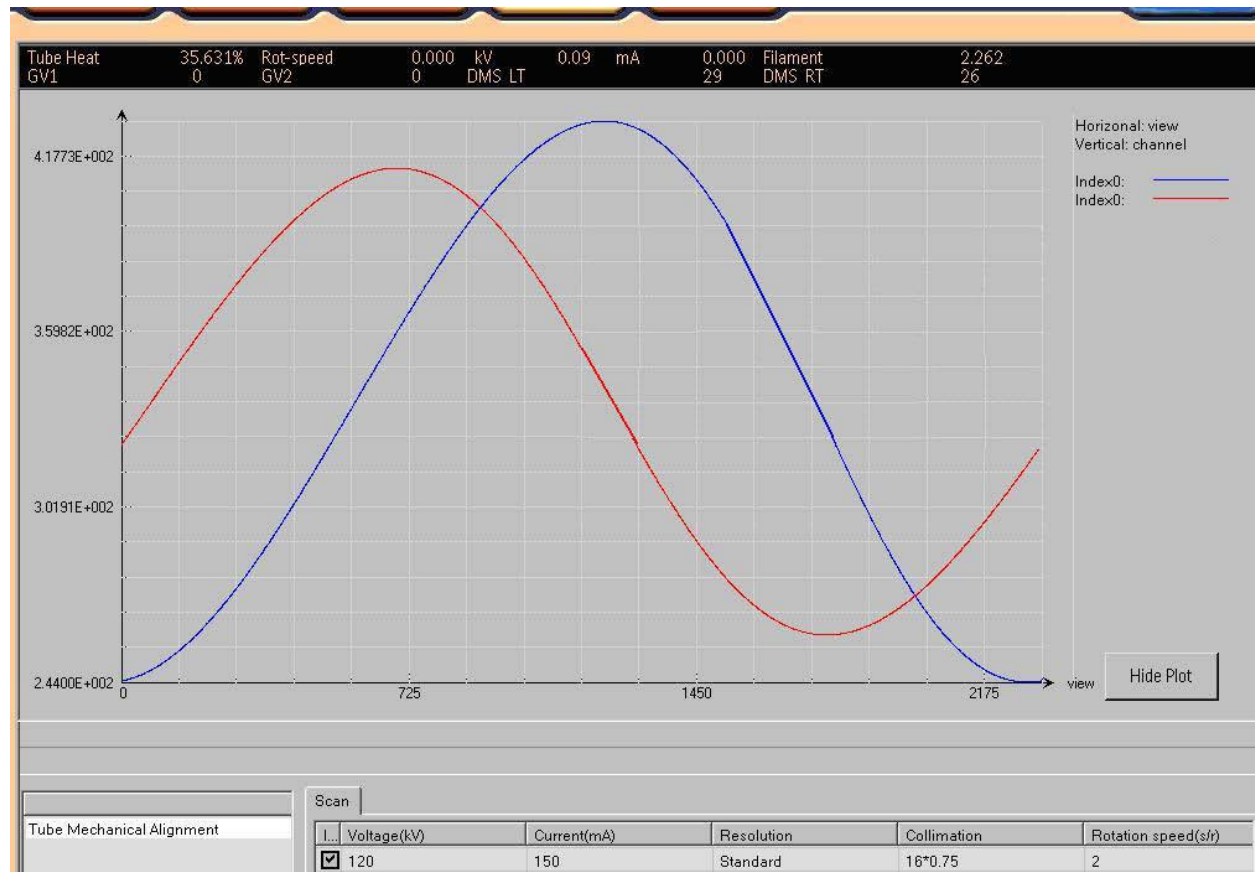 Tube Heat 35.631% Rot-speed 0.000 kV 0.09 mA 0.000 Filament 2.262
GV1 0 GV2 0 DMS LT 29 DMS RT 26
Horizonal: view
Vertical: channel
4.1773E+002
Index0:
Index0:
3.5982E+002
3.0191E+002
2.4400E+002
0 725 1450 2175 view
Hide Plot
Scan
Tube Mechanical Alignment
I... Voltage(kV) Current(mA) Resolution Collimation Rotation speed(s/r)
120 150 Standard 16*0.75 2